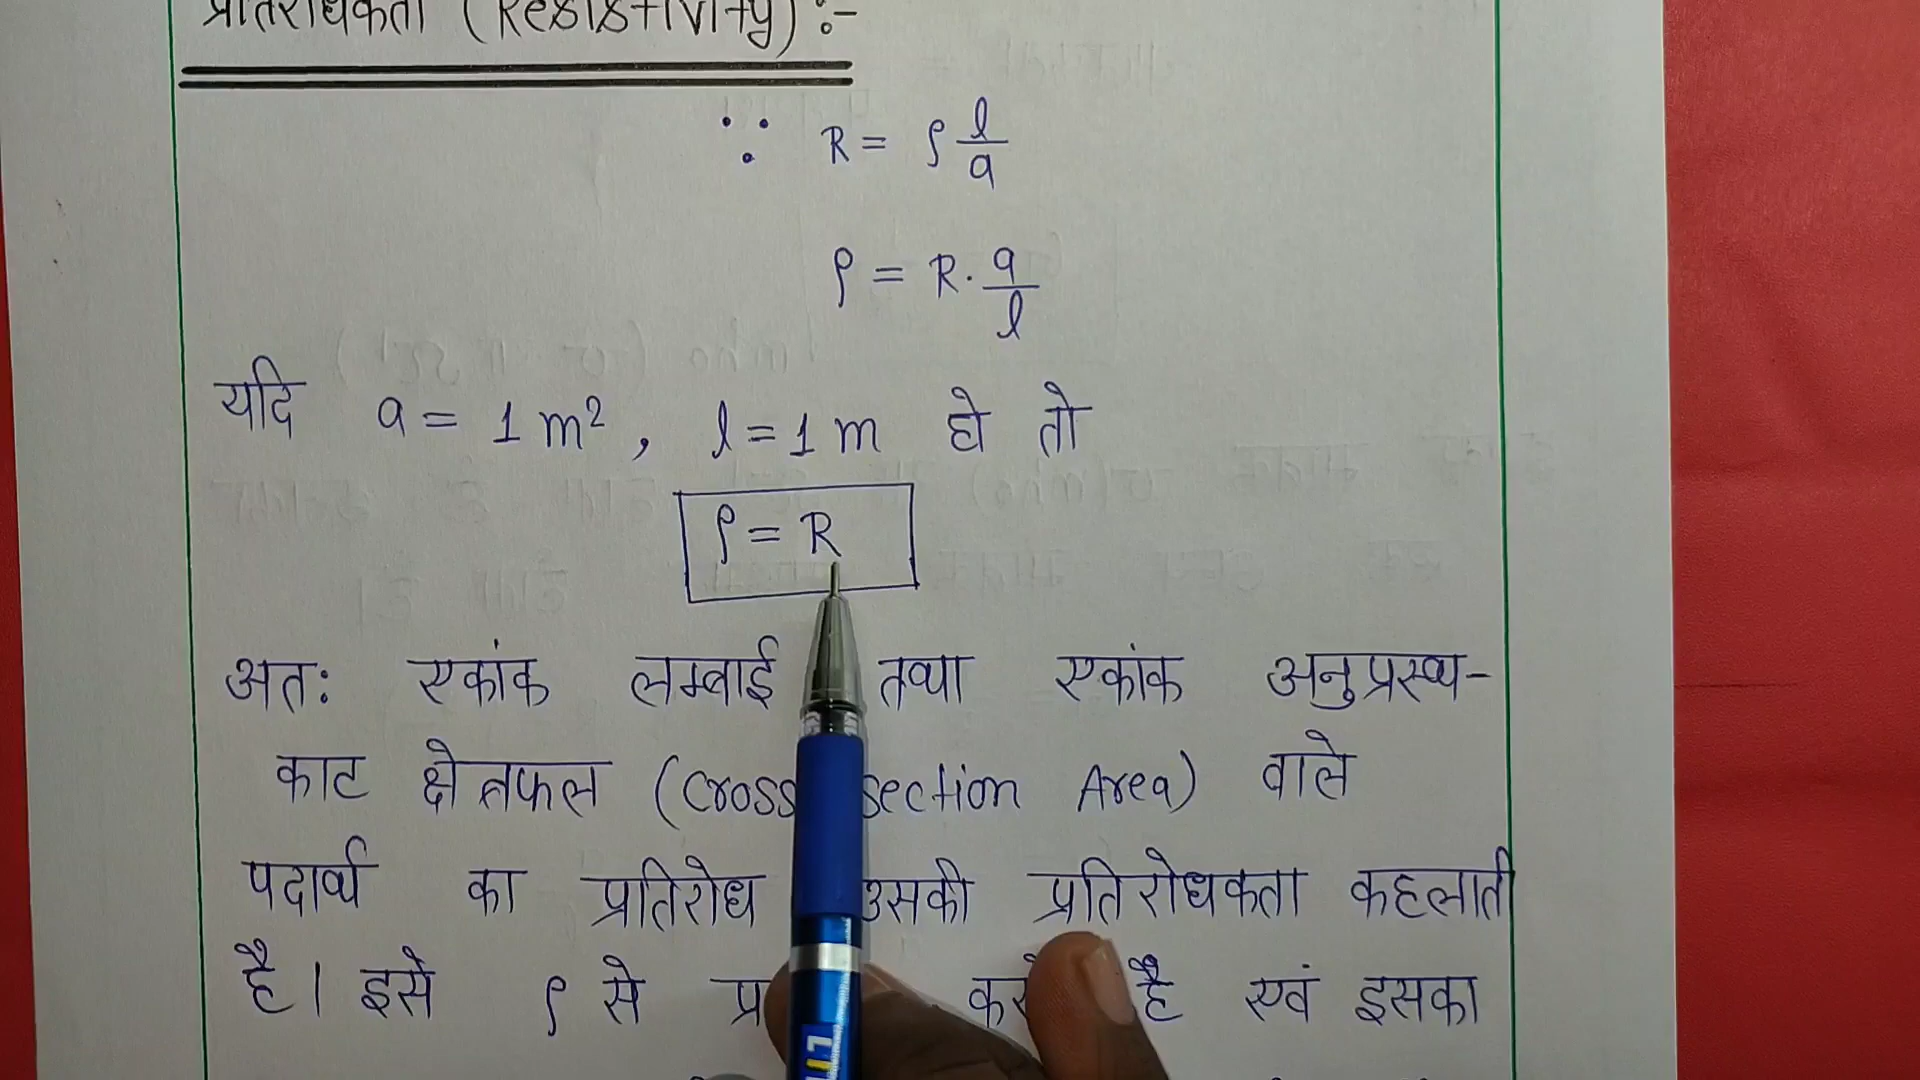 प्रतिरोधकता (Resistivity) :-
∵ R = ρ l/a
ρ = R. a/l
यदि a = 1 m², l = 1 m हो तो
ρ = R
अतः एकांक लम्बाई तथा एकांक अनुप्रस्थ-
काट क्षेत्रफल (Cross section Area) वाले
पदार्थ का प्रतिरोध उसकी प्रतिरोधकता कहलाती
है। इसे ρ से है एवं इसका